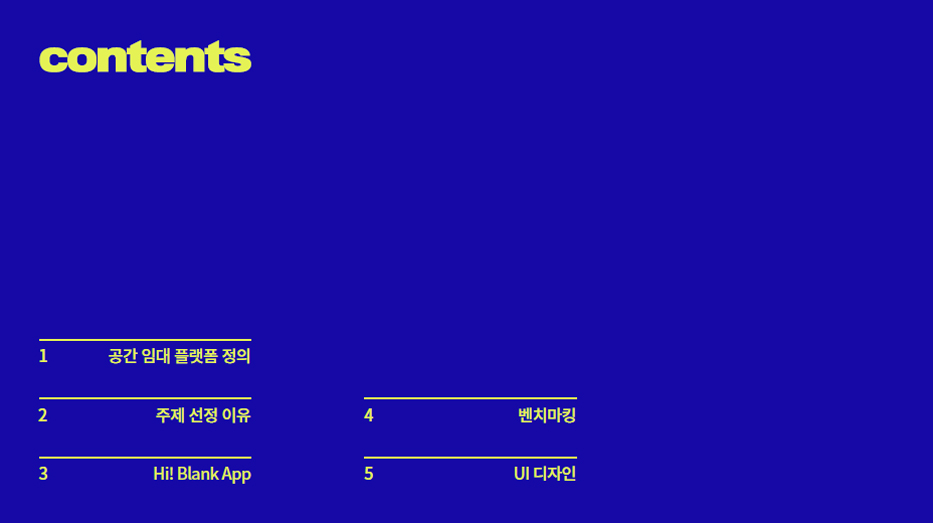 contents
1 공간 임대 플랫폼 정의
2 주제 선정 이유
3 Hi! Blank App
4 벤치마킹
5 UI 디자인